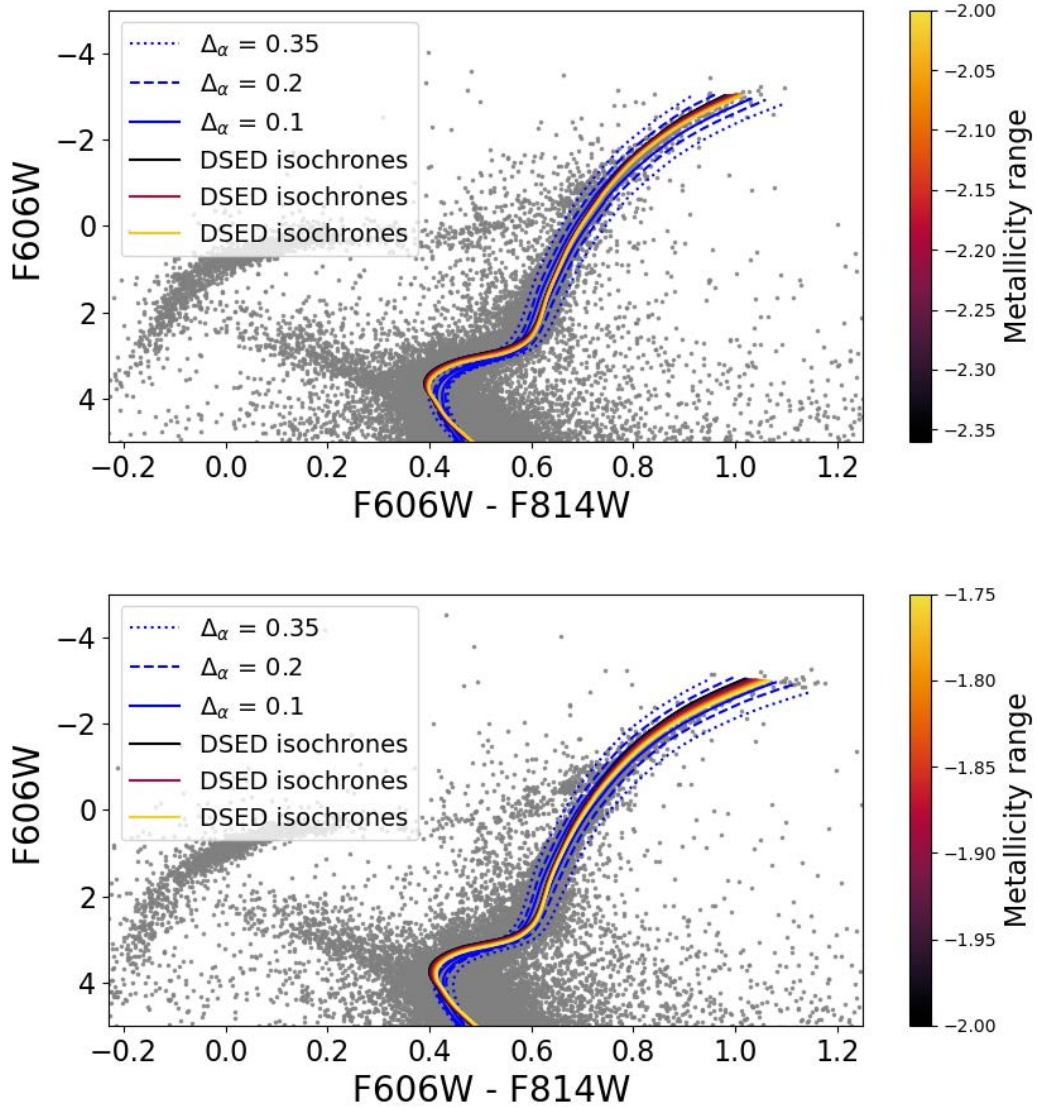 −4
−2
0
2
4
F606W
Δα = 0.35
Δα = 0.2
Δα = 0.1
DSED isochrones
DSED isochrones
DSED isochrones
−0.2
0.0
0.2
0.4
0.6
0.8
1.0
1.2
F606W - F814W
−2.00
−2.05
−2.10
−2.15
−2.20
−2.25
−2.30
−2.35
Metallicity range
−4
−2
0
2
4
F606W
Δα = 0.35
Δα = 0.2
Δα = 0.1
DSED isochrones
DSED isochrones
DSED isochrones
−0.2
0.0
0.2
0.4
0.6
0.8
1.0
1.2
F606W - F814W
−1.75
−1.80
−1.85
−1.90
−1.95
−2.00
Metallicity range